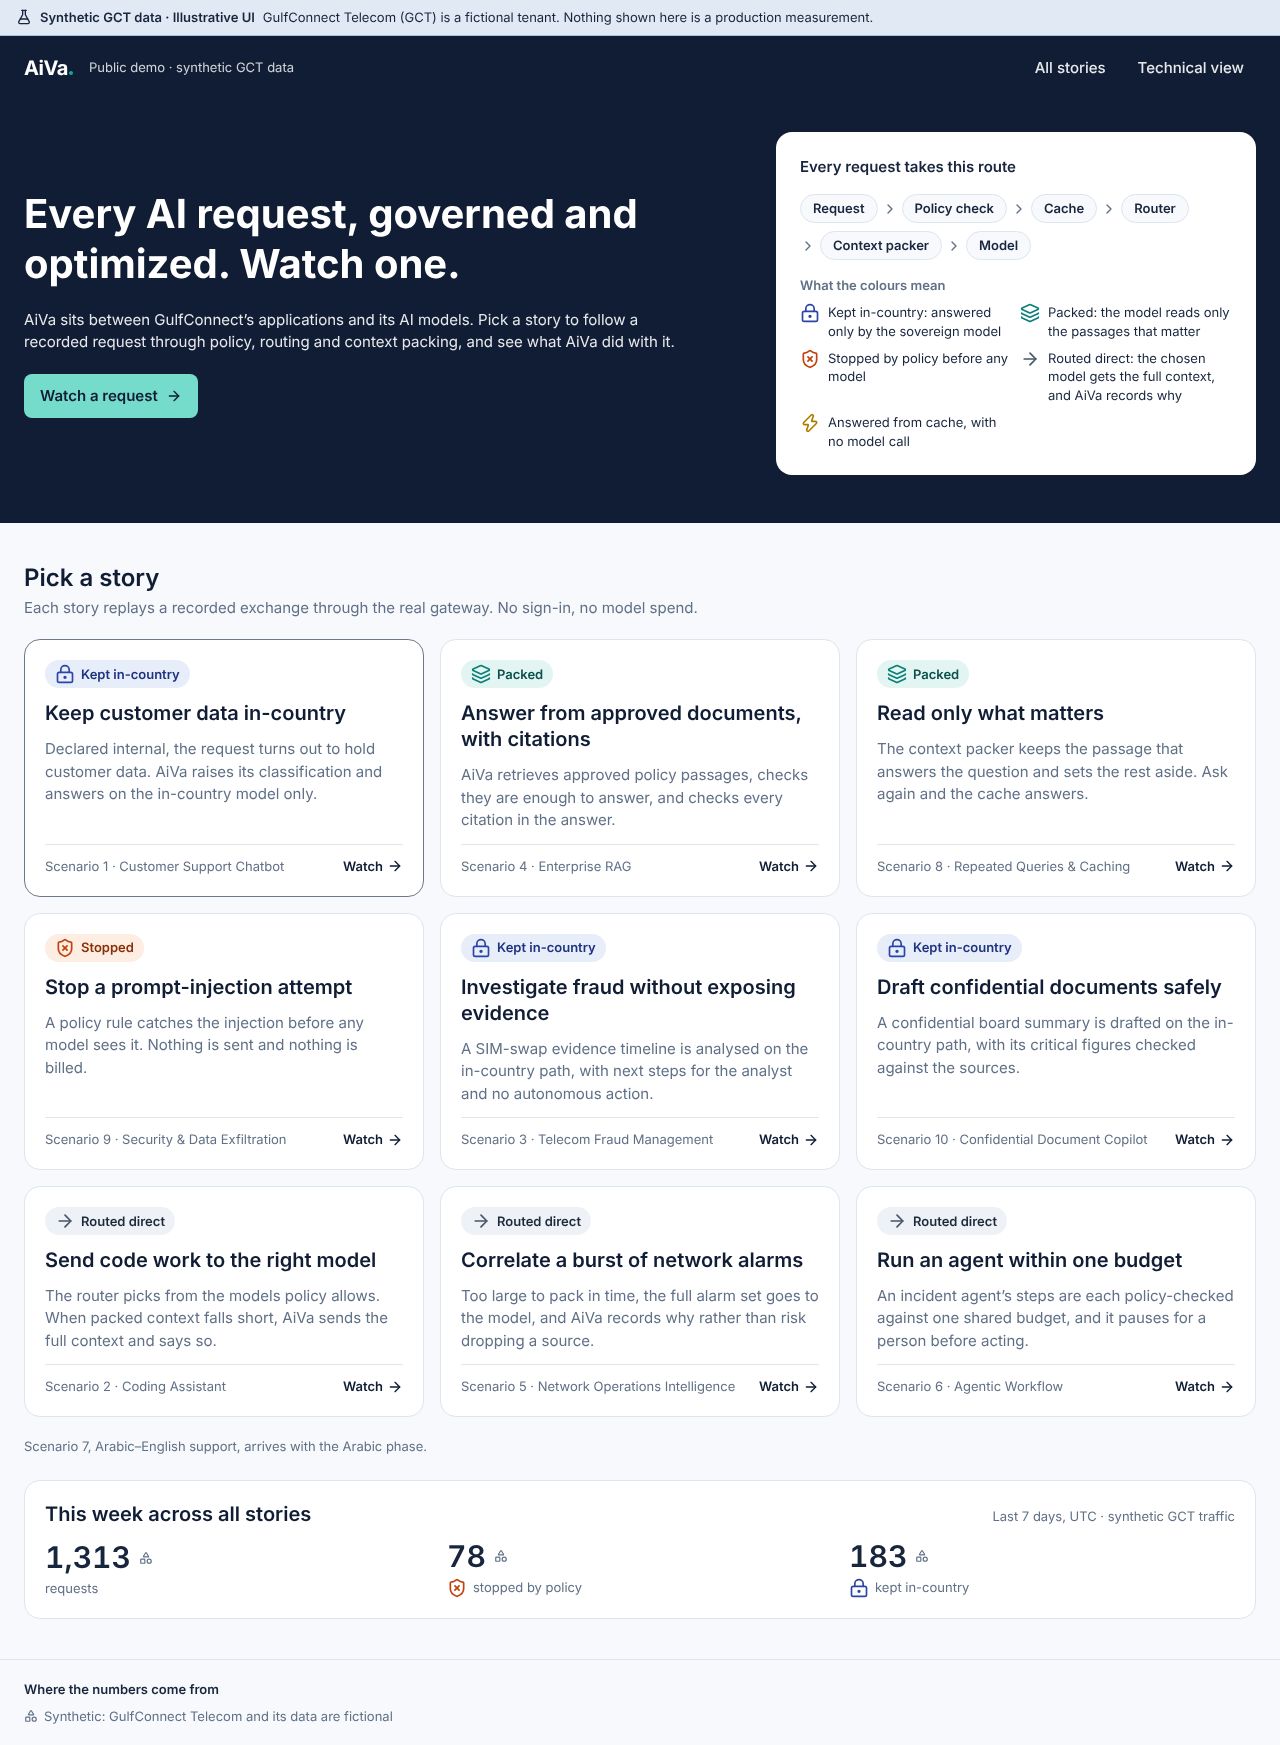 Synthetic GCT data · Illustrative UI GulfConnect Telecom (GCT) is a fictional tenant. Nothing shown here is a production measurement.
AiVa. Public demo · synthetic GCT data
All stories Technical view
Every AI request, governed and
optimized. Watch one.
AiVa sits between GulfConnect’s applications and its AI models. Pick a story to follow a
recorded request through policy, routing and context packing, and see what AiVa did with it.
Watch a request
Every request takes this route
Request Policy check Cache Router
Context packer Model
What the colours mean
Kept in-country: answered
only by the sovereign model
Packed: the model reads only
the passages that matter
Stopped by policy before any
model
Routed direct: the chosen
model gets the full context,
and AiVa records why
Answered from cache, with
no model call
Pick a story
Each story replays a recorded exchange through the real gateway. No sign-in, no model spend.
Kept in-country
Keep customer data in-country
Declared internal, the request turns out to hold
customer data. AiVa raises its classification and
answers on the in-country model only.
Scenario 1 · Customer Support Chatbot Watch
Packed
Answer from approved documents,
with citations
AiVa retrieves approved policy passages, checks
they are enough to answer, and checks every
citation in the answer.
Scenario 4 · Enterprise RAG Watch
Packed
Read only what matters
The context packer keeps the passage that
answers the question and sets the rest aside. Ask
again and the cache answers.
Scenario 8 · Repeated Queries & Caching Watch
Stopped
Stop a prompt-injection attempt
A policy rule catches the injection before any
model sees it. Nothing is sent and nothing is
billed.
Scenario 9 · Security & Data Exfiltration Watch
Kept in-country
Investigate fraud without exposing
evidence
A SIM-swap evidence timeline is analysed on the
in-country path, with next steps for the analyst
and no autonomous action.
Scenario 3 · Telecom Fraud Management Watch
Kept in-country
Draft confidential documents safely
A confidential board summary is drafted on the in-
country path, with its critical figures checked
against the sources.
Scenario 10 · Confidential Document Copilot Watch
Routed direct
Send code work to the right model
The router picks from the models policy allows.
When packed context falls short, AiVa sends the
full context and says so.
Scenario 2 · Coding Assistant Watch
Routed direct
Correlate a burst of network alarms
Too large to pack in time, the full alarm set goes to
the model, and AiVa records why rather than risk
dropping a source.
Scenario 5 · Network Operations Intelligence Watch
Routed direct
Run an agent within one budget
An incident agent’s steps are each policy-checked
against one shared budget, and it pauses for a
person before acting.
Scenario 6 · Agentic Workflow Watch
Scenario 7, Arabic–English support, arrives with the Arabic phase.
This week across all stories
Last 7 days, UTC · synthetic GCT traffic
1,313
requests
78
stopped by policy
183
kept in-country
Where the numbers come from
Synthetic: GulfConnect Telecom and its data are fictional